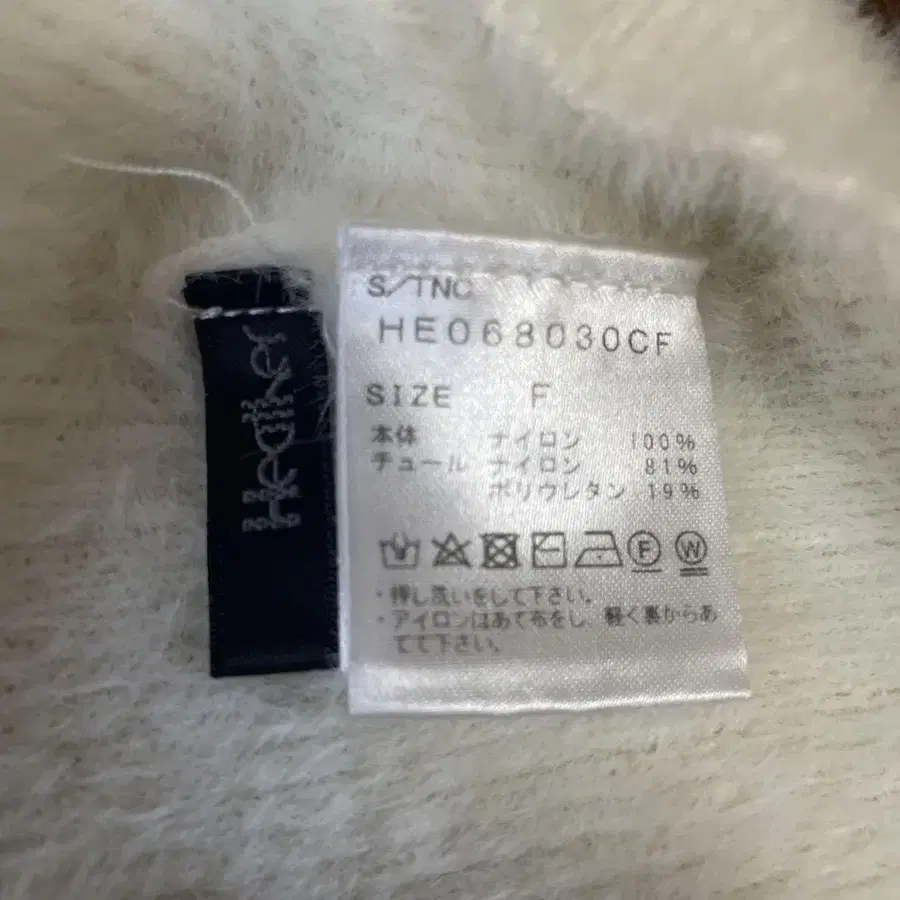 S/TNO
HE068030CF
SIZE F
本体 ナイロン 100%
チュール ナイロン 81%
ポリウレタン 19%
F W
・押し洗いをして下さい。
・アイロンはあて布をし、軽く裏からあ
てて下さい。